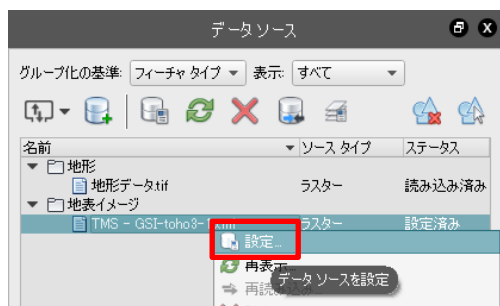 データ ソース
グループ化の基準: フィーチャ タイプ 表示: すべて
名前 ソース タイプ ステータス
地形
地形データ.tif ラスター 読み込み済み
地表イメージ
TMS - GSI-toho3- ラスター 設定済み
設定...
再表示...
データ ソースを設定
再読